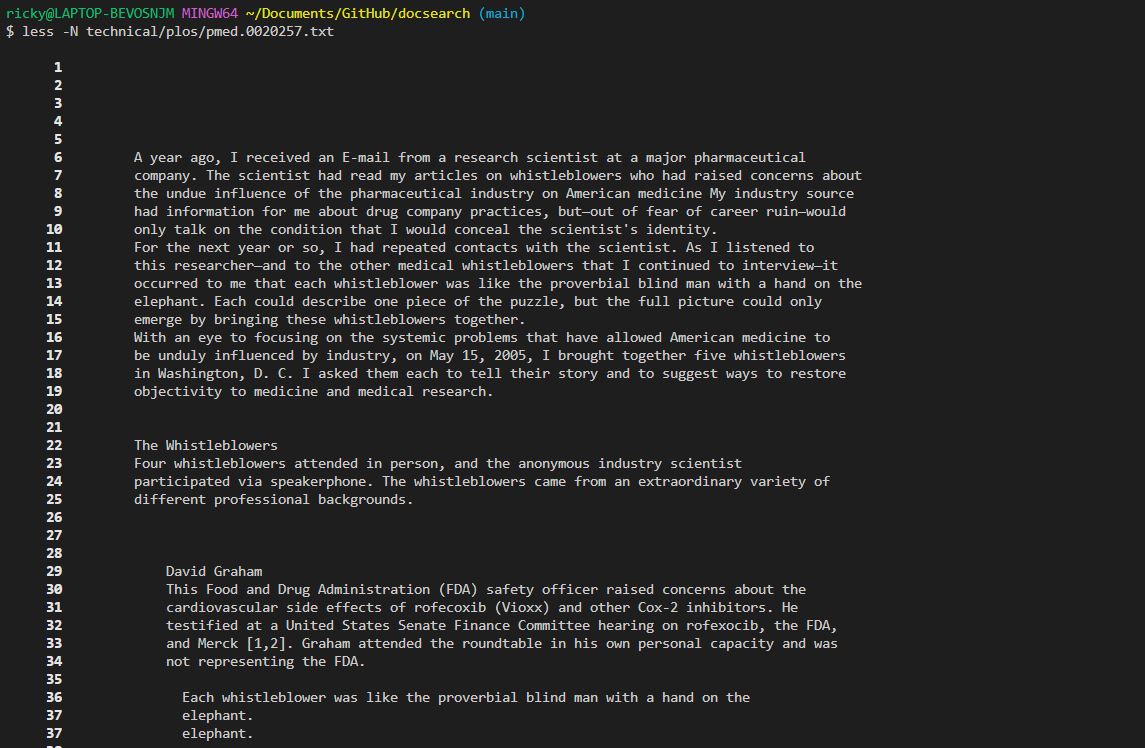 ricky@LAPTOP-BEVOSNJM MINGW64 ~/Documents/GitHub/docsearch (main)
$ less -N technical/plos/pmed.0020257.txt
1
2
3
4
5
6 A year ago, I received an E-mail from a research scientist at a major pharmaceutical
7 company. The scientist had read my articles on whistleblowers who had raised concerns about
8 the undue influence of the pharmaceutical industry on American medicine My industry source
9 had information for me about drug company practices, but—out of fear of career ruin—would
10 only talk on the condition that I would conceal the scientist's identity.
11 For the next year or so, I had repeated contacts with the scientist. As I listened to
12 this researcher—and to the other medical whistleblowers that I continued to interview—it
13 occurred to me that each whistleblower was like the proverbial blind man with a hand on the
14 elephant. Each could describe one piece of the puzzle, but the full picture could only
15 emerge by bringing these whistleblowers together.
16 With an eye to focusing on the systemic problems that have allowed American medicine to
17 be unduly influenced by industry, on May 15, 2005, I brought together five whistleblowers
18 in Washington, D. C. I asked them each to tell their story and to suggest ways to restore
19 objectivity to medicine and medical research.
20
21
22 The Whistleblowers
23 Four whistleblowers attended in person, and the anonymous industry scientist
24 participated via speakerphone. The whistleblowers came from an extraordinary variety of
25 different professional backgrounds.
26
27
28
29 David Graham
30 This Food and Drug Administration (FDA) safety officer raised concerns about the
31 cardiovascular side effects of rofecoxib (Vioxx) and other Cox-2 inhibitors. He
32 testified at a United States Senate Finance Committee hearing on rofexocib, the FDA,
33 and Merck [1,2]. Graham attended the roundtable in his own personal capacity and was
34 not representing the FDA.
35
36 Each whistleblower was like the proverbial blind man with a hand on the
37 elephant.
37 elephant.